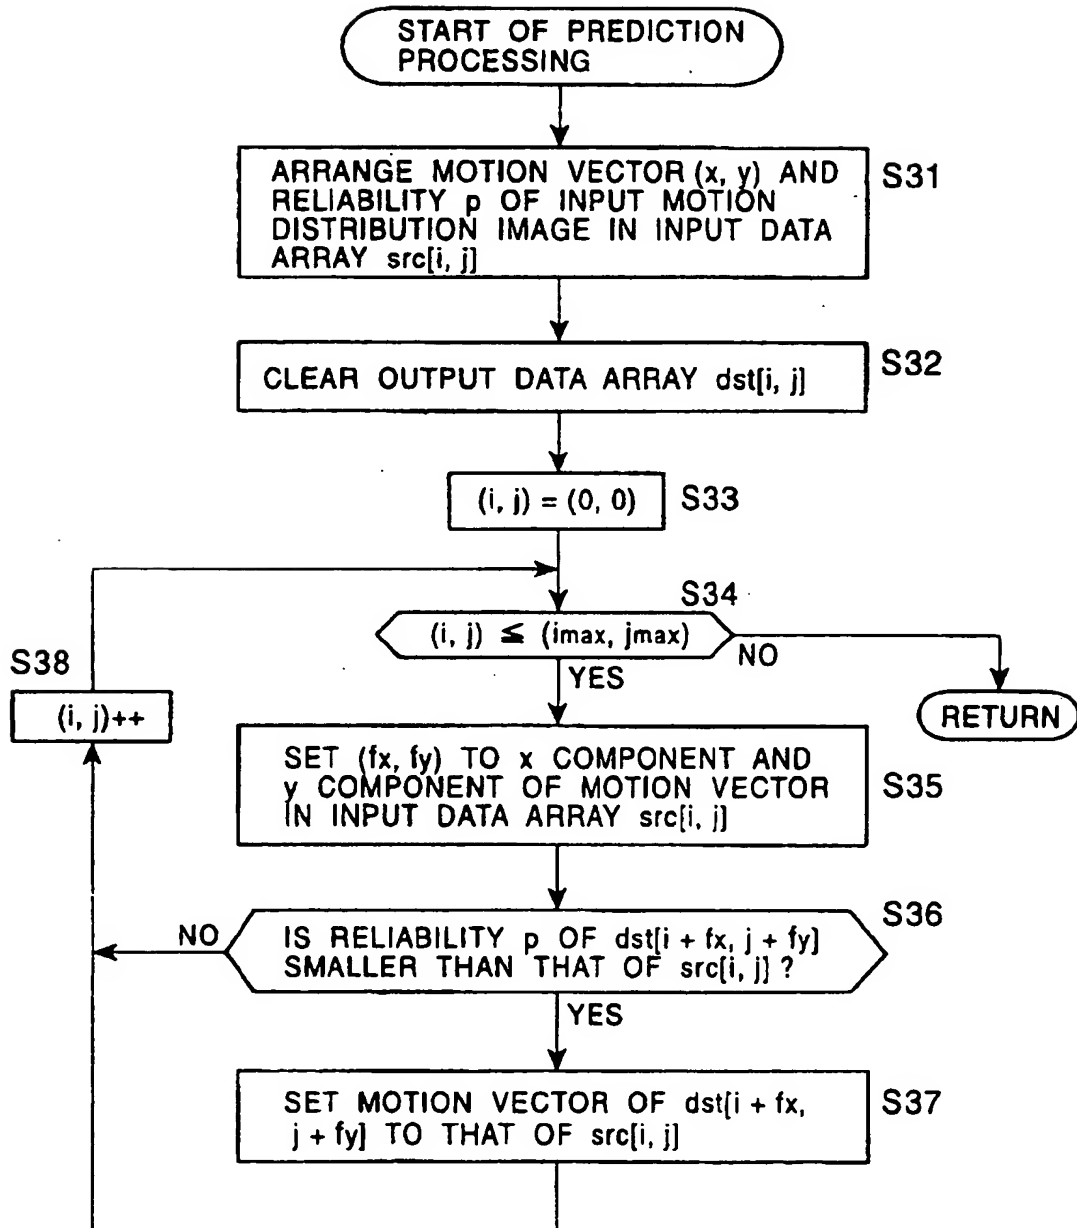 START OF PREDICTION
PROCESSING
ARRANGE MOTION VECTOR (x, y) AND
RELIABILITY p OF INPUT MOTION
DISTRIBUTION IMAGE IN INPUT DATA
ARRAY src[i, j]
S31
CLEAR OUTPUT DATA ARRAY dst[i, j]
S32
(i, j) = (0, 0)
S33
S34
(i, j) ≦ (imax, jmax)
NO
YES
S38
(i, j)++
RETURN
SET (fx, fy) TO x COMPONENT AND
y COMPONENT OF MOTION VECTOR
IN INPUT DATA ARRAY src[i, j]
S35
S36
NO
IS RELIABILITY p OF dst[i + fx, j + fy]
SMALLER THAN THAT OF src[i, j] ?
YES
SET MOTION VECTOR OF dst[i + fx,
j + fy] TO THAT OF src[i, j]
S37